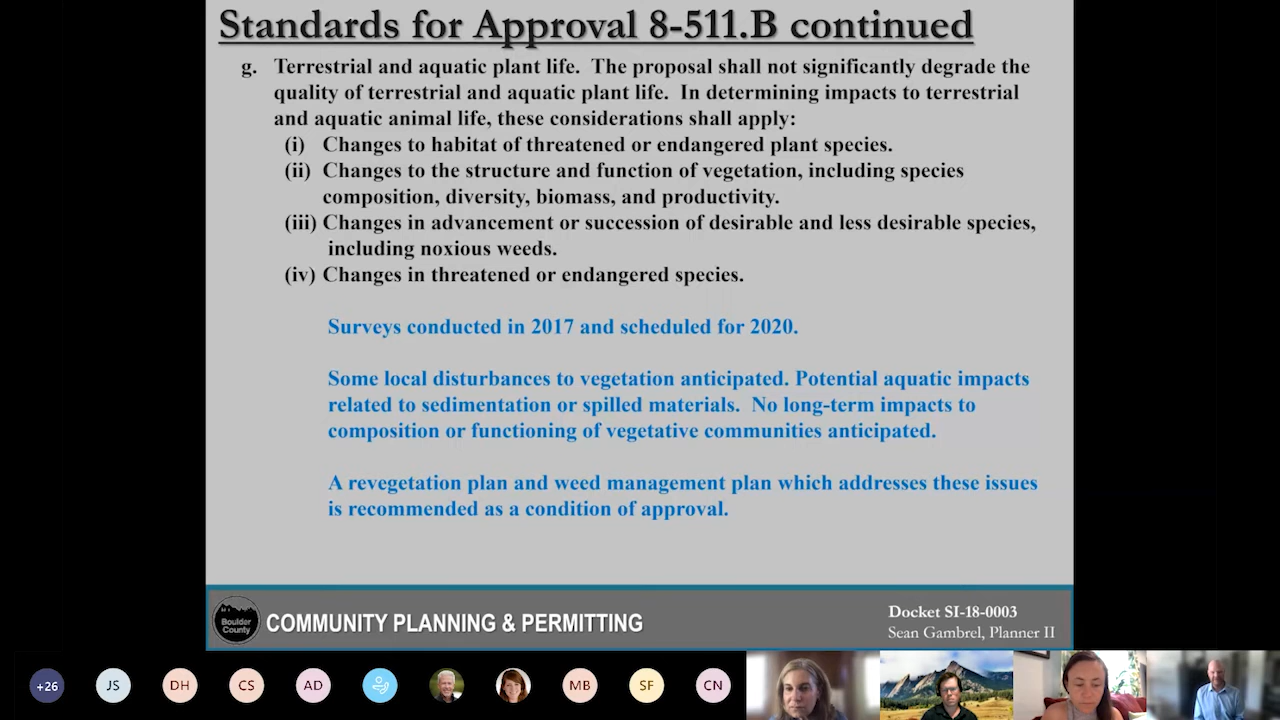 Standards for Approval 8-511.B continued
g. Terrestrial and aquatic plant life. The proposal shall not significantly degrade the
quality of terrestrial and aquatic plant life. In determining impacts to terrestrial
and aquatic animal life, these considerations shall apply:
(i) Changes to habitat of threatened or endangered plant species.
(ii) Changes to the structure and function of vegetation, including species
composition, diversity, biomass, and productivity.
(iii) Changes in advancement or succession of desirable and less desirable species,
including noxious weeds.
(iv) Changes in threatened or endangered species.
Surveys conducted in 2017 and scheduled for 2020.
Some local disturbances to vegetation anticipated. Potential aquatic impacts
related to sedimentation or spilled materials. No long-term impacts to
composition or functioning of vegetative communities anticipated.
A revegetation plan and weed management plan which addresses these issues
is recommended as a condition of approval.
Boulder
County
COMMUNITY PLANNING & PERMITTING
Docket SI-18-0003
Sean Gambrel, Planner II
+26 JS DH CS AD MB SF CN